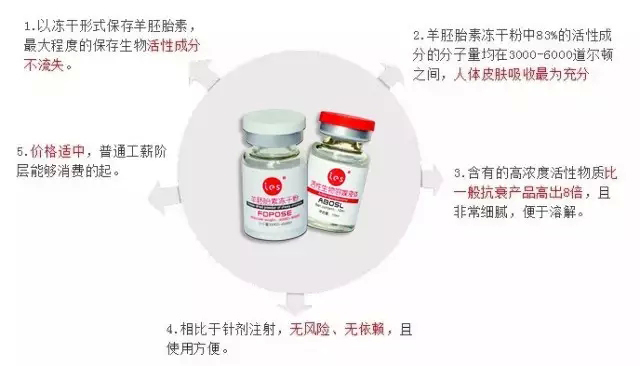 1.以冻干形式保存羊胚胎素，
最大程度的保存生物活性成分
不流失。
2.羊胚胎素冻干粉中83%的活性成
分的分子量均在3000-6000道尔顿
之间，人体皮肤吸收最为充分
5.价格适中，普通工薪阶
层能够消费的起。
3.含有的高浓度活性物质比
一般抗衰产品高出8倍，且
非常细腻，便于溶解。
les
羊胚胎素冻干粉
FOPOSE
les
ABOSL
4.相比于针剂注射，无风险、无依赖，且
使用方便。